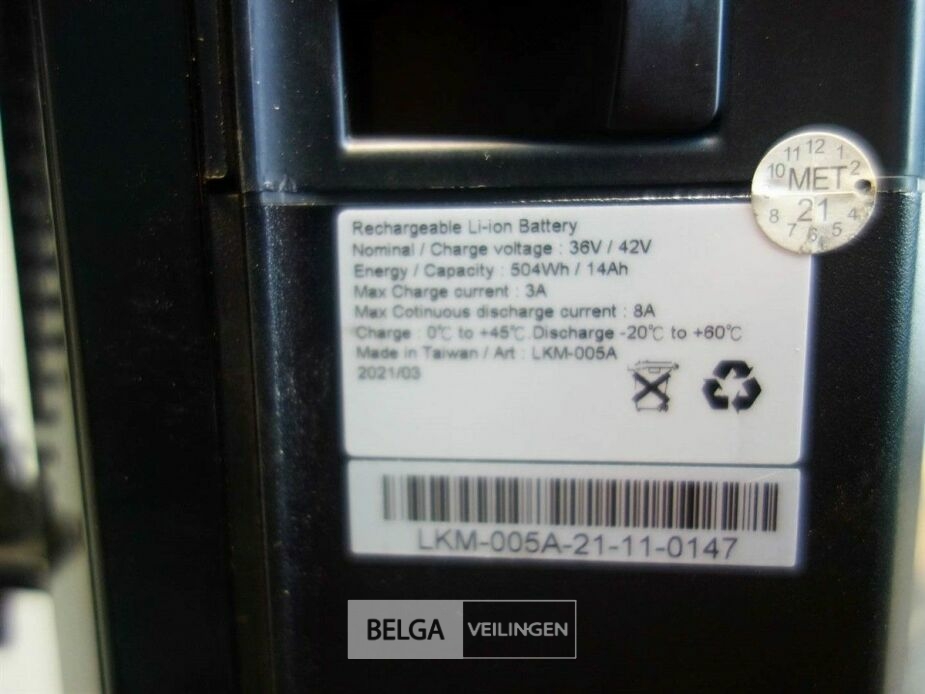 11 12 1
10 MET 2
8 21 4
7 6 5
Rechargeable Li-ion Battery
Nominal / Charge voltage : 36V / 42V
Energy / Capacity : 504Wh / 14Ah
Max Charge current : 3A
Max Cotinuous discharge current : 8A
Charge : 0℃ to +45℃ Discharge -20℃ to +60℃
Made in Taiwan / Art : LKM-005A
2021/03
LKM-005A-21-11-0147
BELGA VEILINGEN